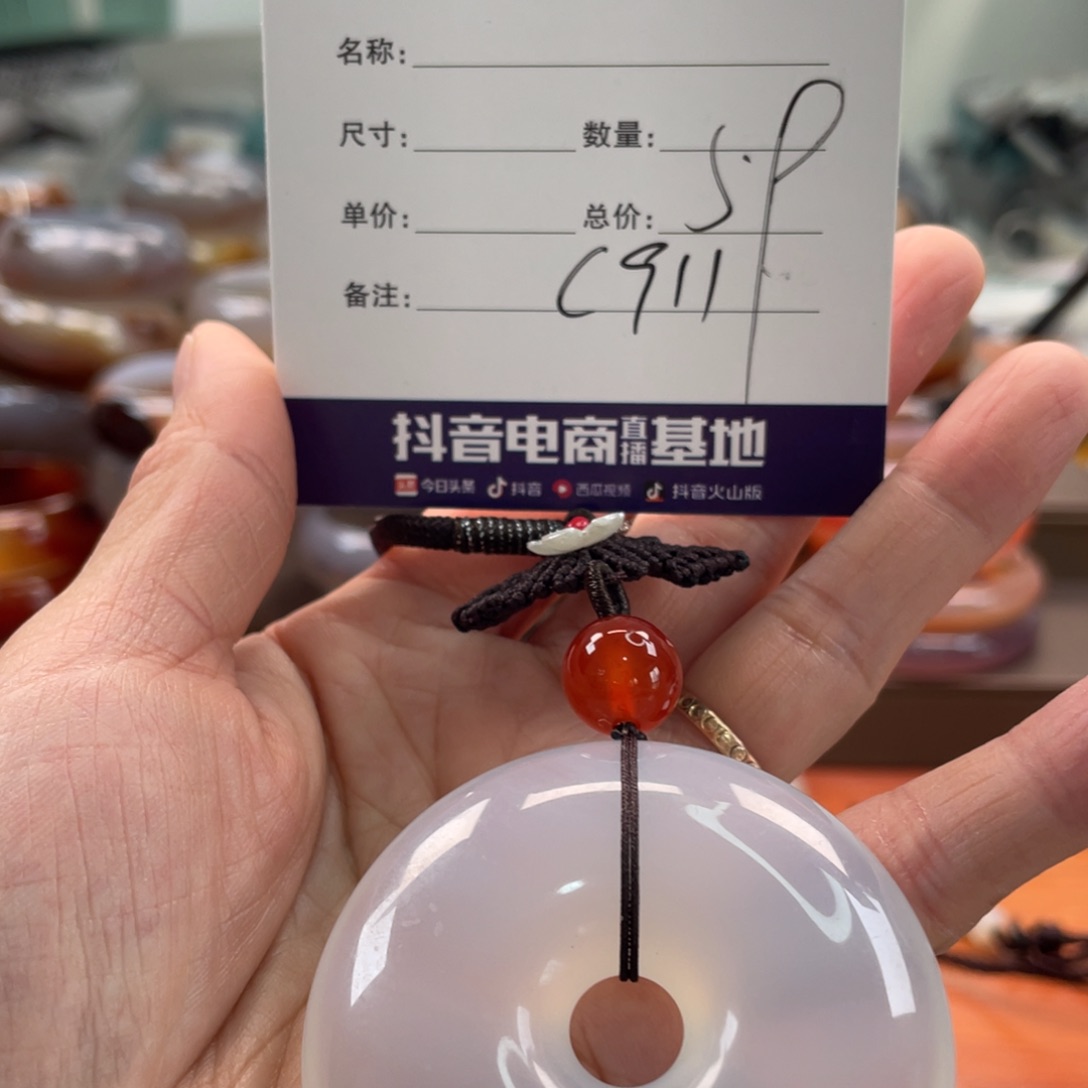 名称:
尺寸: 数量:
单价: 总价:
备注: C911
抖音电商直播基地
今日头条 抖音 西瓜视频 抖音火山版